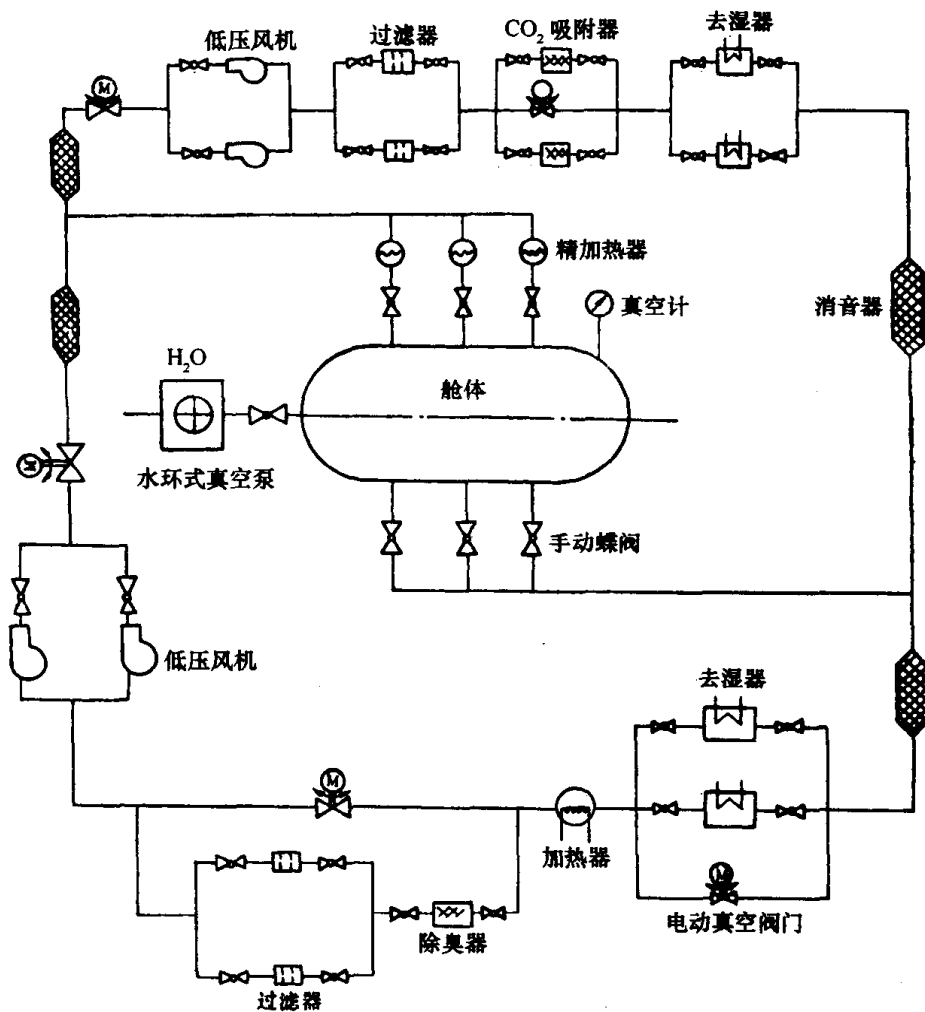 低压风机
过滤器
CO2 吸附器
去湿器
M
精加热器
真空计
消音器
H2O
舱体
M
水环式真空泵
手动蝶阀
低压风机
去湿器
M
加热器
M
电动真空阀门
除臭器
过滤器